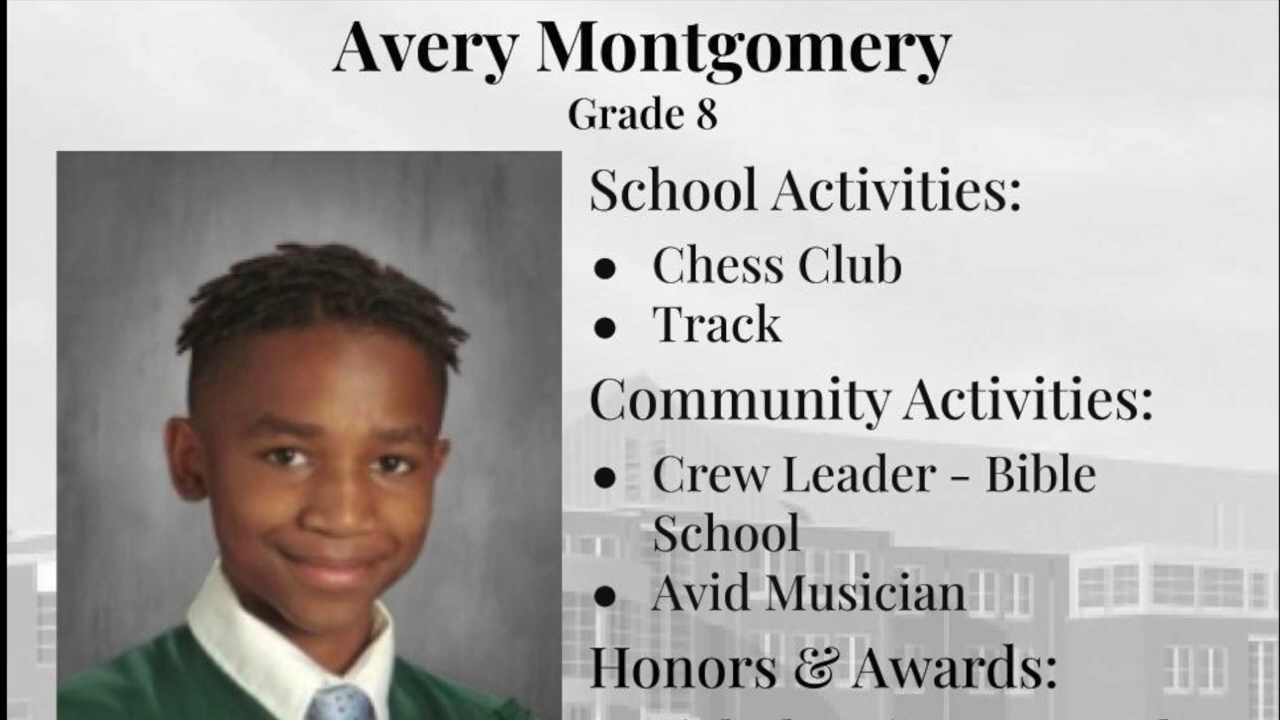 Avery Montgomery
Grade 8
School Activities:
● Chess Club
● Track
Community Activities:
● Crew Leader - Bible
School
● Avid Musician
Honors & Awards: